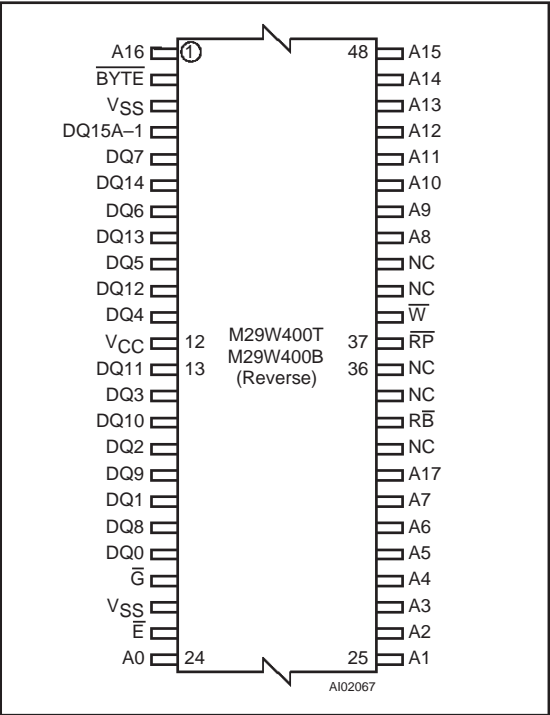 A16 1 48 A15
B̅Y̅T̅E̅ A14
VSS A13
DQ15A–1 A12
DQ7 A11
DQ14 A10
DQ6 A9
DQ13 A8
DQ5 NC
DQ12 NC
DQ4 W̅
VCC 12 M29W400T 37 R̅P̅
M29W400B
DQ11 13 36 NC
(Reverse)
DQ3 NC
DQ10 RB̅
DQ2 NC
DQ9 A17
DQ1 A7
DQ8 A6
DQ0 A5
G̅ A4
VSS A3
E̅ A2
A0 24 25 A1
AI02067